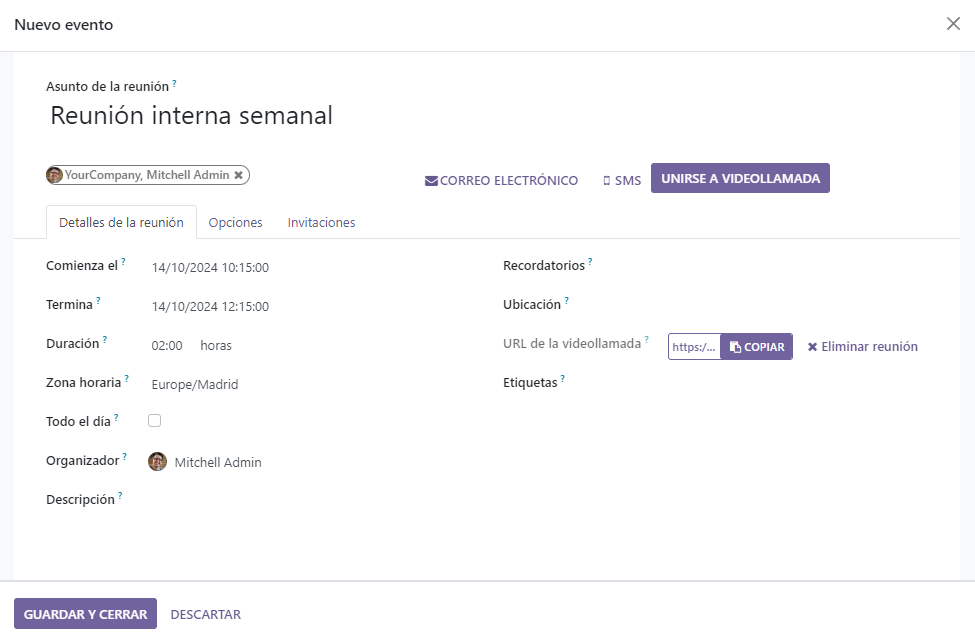 Nuevo evento
Asunto de la reunión ?
Reunión interna semanal
YourCompany, Mitchell Admin
CORREO ELECTRÓNICO SMS UNIRSE A VIDEOLLAMADA
Detalles de la reunión Opciones Invitaciones
Comienza el ? 14/10/2024 10:15:00
Termina ? 14/10/2024 12:15:00
Duración ? 02:00 horas
Zona horaria ? Europe/Madrid
Todo el día ?
Organizador ? Mitchell Admin
Descripción ?
Recordatorios ?
Ubicación ?
URL de la videollamada ? https:/... COPIAR Eliminar reunión
Etiquetas ?
GUARDAR Y CERRAR DESCARTAR